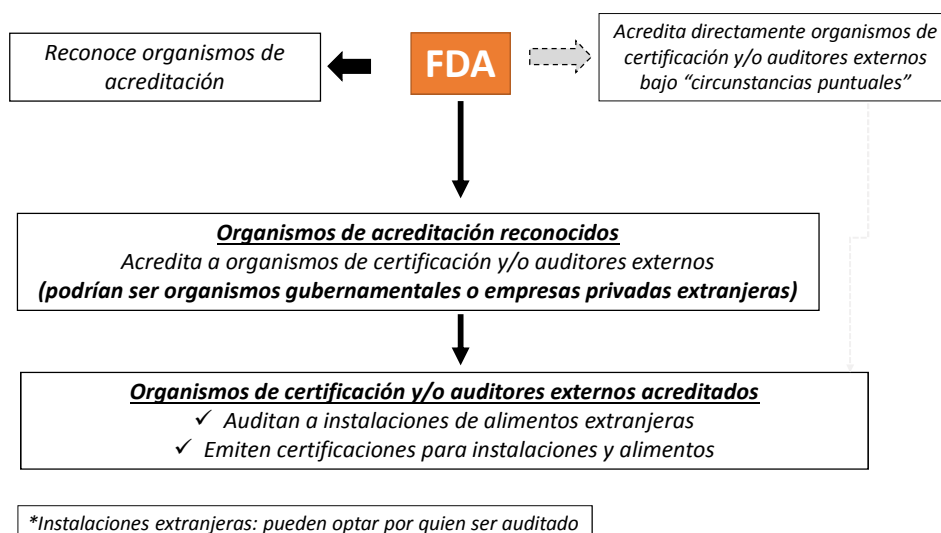 Reconoce organismos de
acreditación
FDA
Acredita directamente organismos de
certificación y/o auditores externos
bajo “circunstancias puntuales”
Organismos de acreditación reconocidos
Acredita a organismos de certificación y/o auditores externos
(podrían ser organismos gubernamentales o empresas privadas extranjeras)
Organismos de certificación y/o auditores externos acreditados
✓ Auditan a instalaciones de alimentos extranjeras
✓ Emiten certificaciones para instalaciones y alimentos
*Instalaciones extranjeras: pueden optar por quien ser auditado